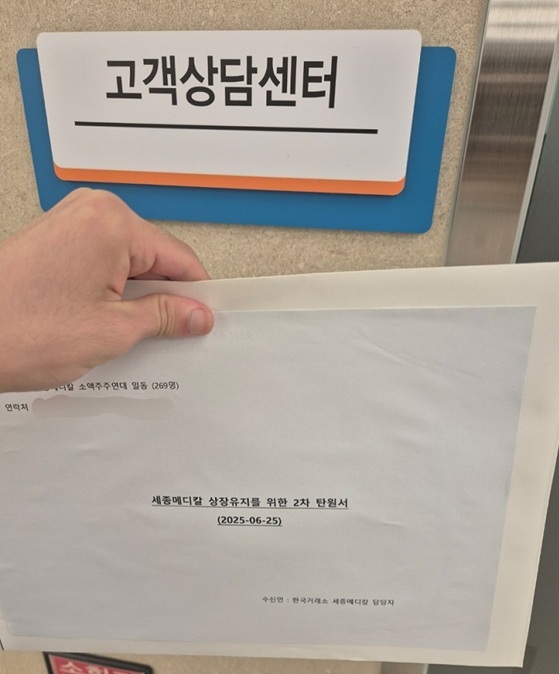 고객상담센터
메디칼 소액주주연대 일동 (269명)
연락처
세종메디칼 상장유지를 위한 2차 탄원서
(2025-06-25)
수신인 : 한국거래소 세종메디칼 담당자